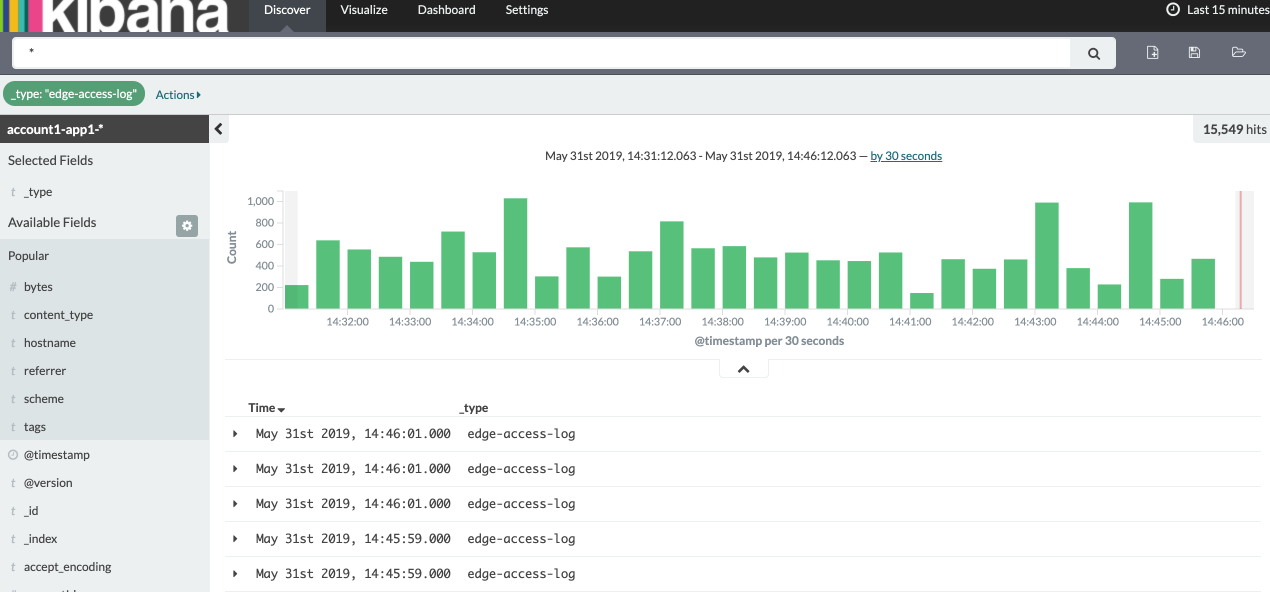 kibana
Discover Visualize Dashboard Settings Last 15 minutes
*
_type: "edge-access-log" Actions
account1-app1-*
15,549 hits
Selected Fields
May 31st 2019, 14:31:12.063 - May 31st 2019, 14:46:12.063 — by 30 seconds
t _type
Available Fields
Popular
# bytes
t content_type
t hostname
t referrer
t scheme
t tags
@timestamp
t @version
t _id
t _index
t accept_encoding
Count
1,000
800
600
400
200
0
14:32:00 14:33:00 14:34:00 14:35:00 14:36:00 14:37:00 14:38:00 14:39:00 14:40:00 14:41:00 14:42:00 14:43:00 14:44:00 14:45:00 14:46:00
@timestamp per 30 seconds
Time _type
May 31st 2019, 14:46:01.000 edge-access-log
May 31st 2019, 14:46:01.000 edge-access-log
May 31st 2019, 14:46:01.000 edge-access-log
May 31st 2019, 14:45:59.000 edge-access-log
May 31st 2019, 14:45:59.000 edge-access-log